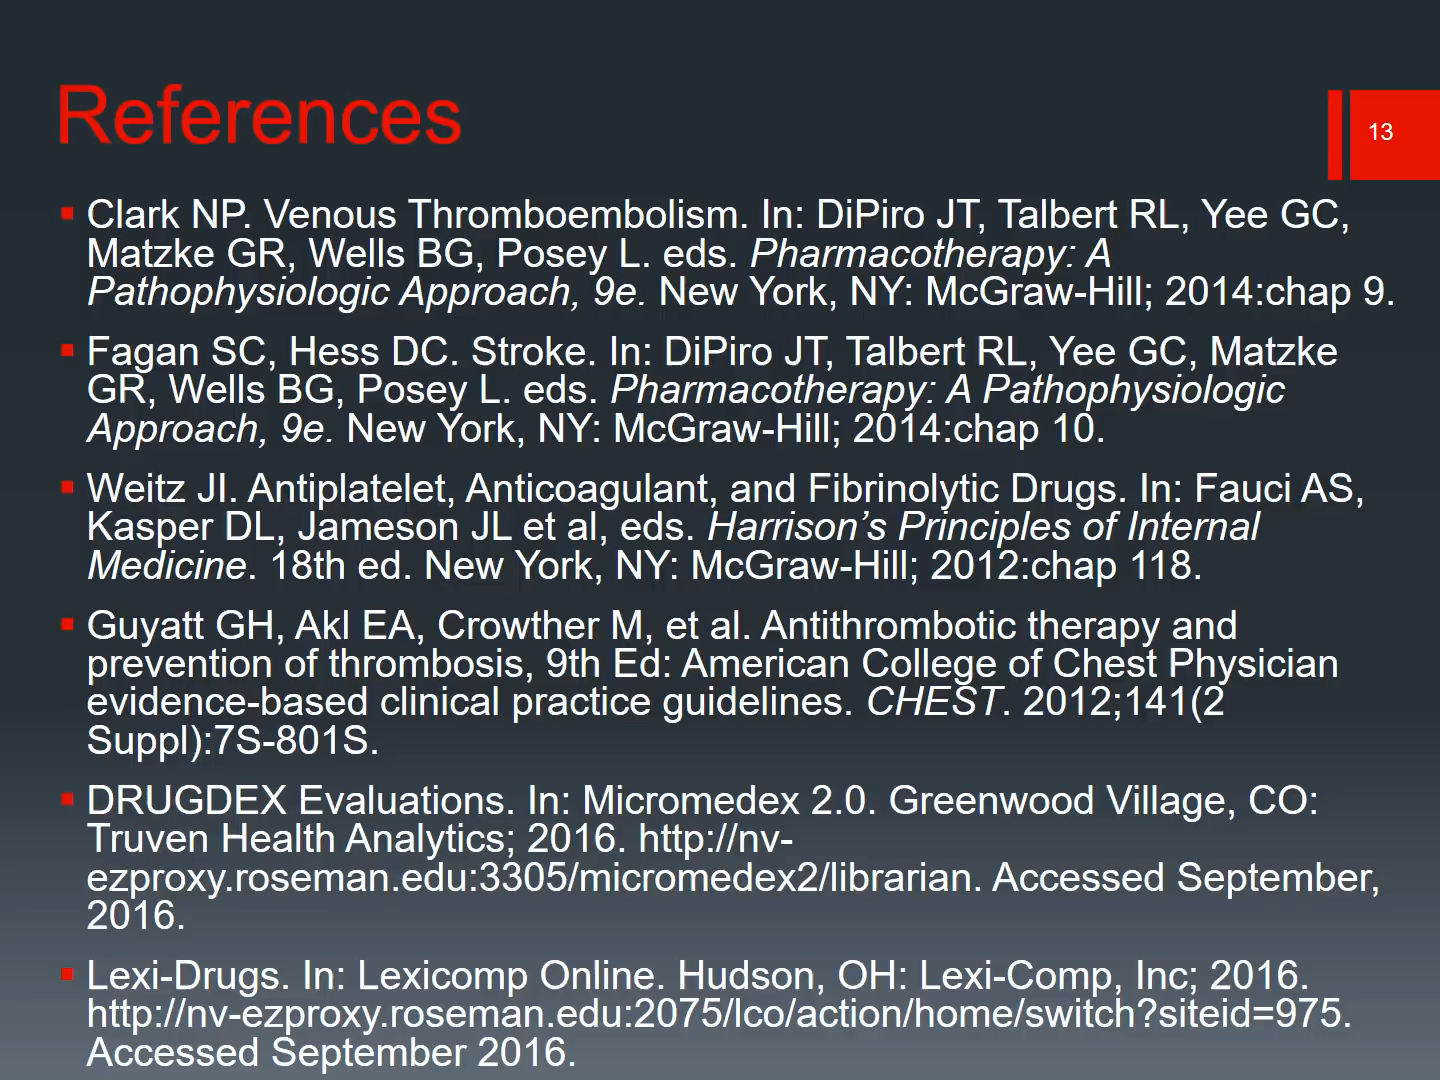 References
13
Clark NP. Venous Thromboembolism. In: DiPiro JT, Talbert RL, Yee GC,
Matzke GR, Wells BG, Posey L. eds. Pharmacotherapy: A
Pathophysiologic Approach, 9e. New York, NY: McGraw-Hill; 2014:chap 9.
Fagan SC, Hess DC. Stroke. In: DiPiro JT, Talbert RL, Yee GC, Matzke
GR, Wells BG, Posey L. eds. Pharmacotherapy: A Pathophysiologic
Approach, 9e. New York, NY: McGraw-Hill; 2014:chap 10.
Weitz JI. Antiplatelet, Anticoagulant, and Fibrinolytic Drugs. In: Fauci AS,
Kasper DL, Jameson JL et al, eds. Harrison’s Principles of Internal
Medicine. 18th ed. New York, NY: McGraw-Hill; 2012:chap 118.
Guyatt GH, Akl EA, Crowther M, et al. Antithrombotic therapy and
prevention of thrombosis, 9th Ed: American College of Chest Physician
evidence-based clinical practice guidelines. CHEST. 2012;141(2
Suppl):7S-801S.
DRUGDEX Evaluations. In: Micromedex 2.0. Greenwood Village, CO:
Truven Health Analytics; 2016. http://nv-
ezproxy.roseman.edu:3305/micromedex2/librarian. Accessed September,
2016.
Lexi-Drugs. In: Lexicomp Online. Hudson, OH: Lexi-Comp, Inc; 2016.
http://nv-ezproxy.roseman.edu:2075/lco/action/home/switch?siteid=975.
Accessed September 2016.